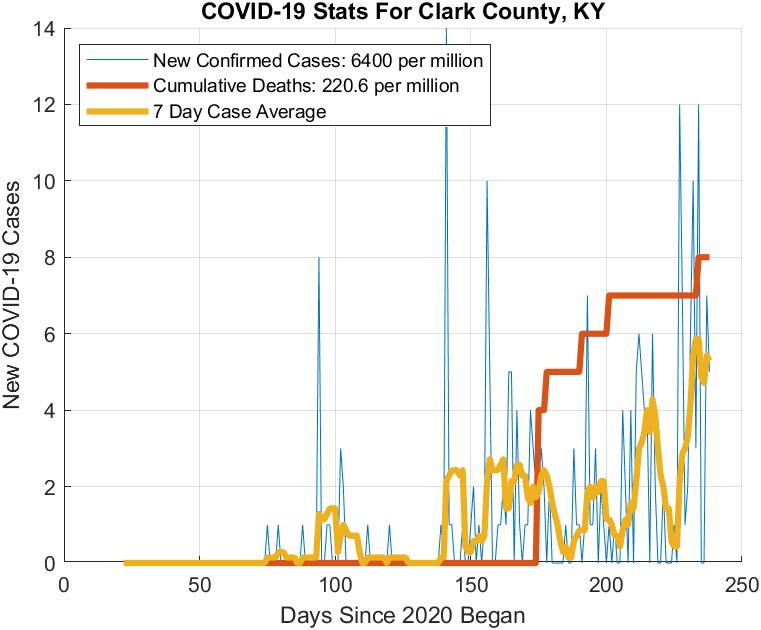 COVID-19 Stats For Clark County, KY
New Confirmed Cases: 6400 per million
Cumulative Deaths: 220.6 per million
7 Day Case Average
New COVID-19 Cases
14
12
10
8
6
4
2
0
0 50 100 150 200 250
Days Since 2020 Began